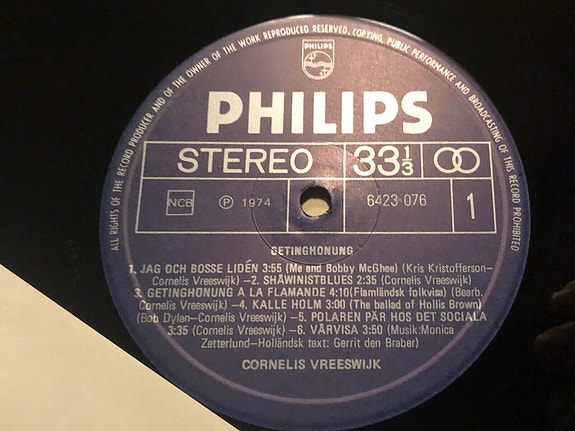 ALL RIGHTS OF THE RECORD PRODUCER AND OF THE OWNER OF THE WORK REPRODUCED RESERVED. COPYING, PUBLIC PERFORMANCE AND BROADCASTING OF THIS RECORD PROHIBITED
PHILIPS
PHILIPS
STEREO 33⅓
NCB ℗ 1974 6423 076 1
GETINGHONUNG
1. JAG OCH BOSSE LIDÉN 3:55 (Me and Bobby McGhee) (Kris Kristofferson–
Cornelis Vreeswijk) –2. SHÄWINISTBLUES 2:35 (Cornelis Vreeswijk)
3. GETINGHONUNG A LA FLAMANDE 4:10(Flamländsk folkvisa) (Bearb.
Cornelis Vreeswijk) –4. KALLE HOLM 3:00 (The ballad of Hollis Brown)
(Bob Dylan–Cornelis Vreeswijk) –5. POLAREN PÄR HOS DET SOCIALA
3:35 (Cornelis Vreeswijk) –6. VÅRVISA 3:50 (Musik:Monica
Zetterlund–Holländsk text: Gerrit den Braber)
CORNELIS VREESWIJK